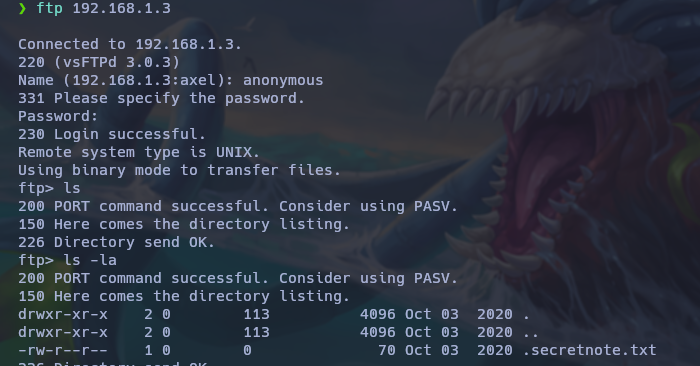 ❯ ftp 192.168.1.3
Connected to 192.168.1.3.
220 (vsFTPd 3.0.3)
Name (192.168.1.3:axel): anonymous
331 Please specify the password.
Password:
230 Login successful.
Remote system type is UNIX.
Using binary mode to transfer files.
ftp> ls
200 PORT command successful. Consider using PASV.
150 Here comes the directory listing.
226 Directory send OK.
ftp> ls -la
200 PORT command successful. Consider using PASV.
150 Here comes the directory listing.
drwxr-xr-x    2 0        113          4096 Oct 03  2020 .
drwxr-xr-x    2 0        113          4096 Oct 03  2020 ..
-rw-r--r--    1 0        0              70 Oct 03  2020 .secretnote.txt
226 Directory send OK.